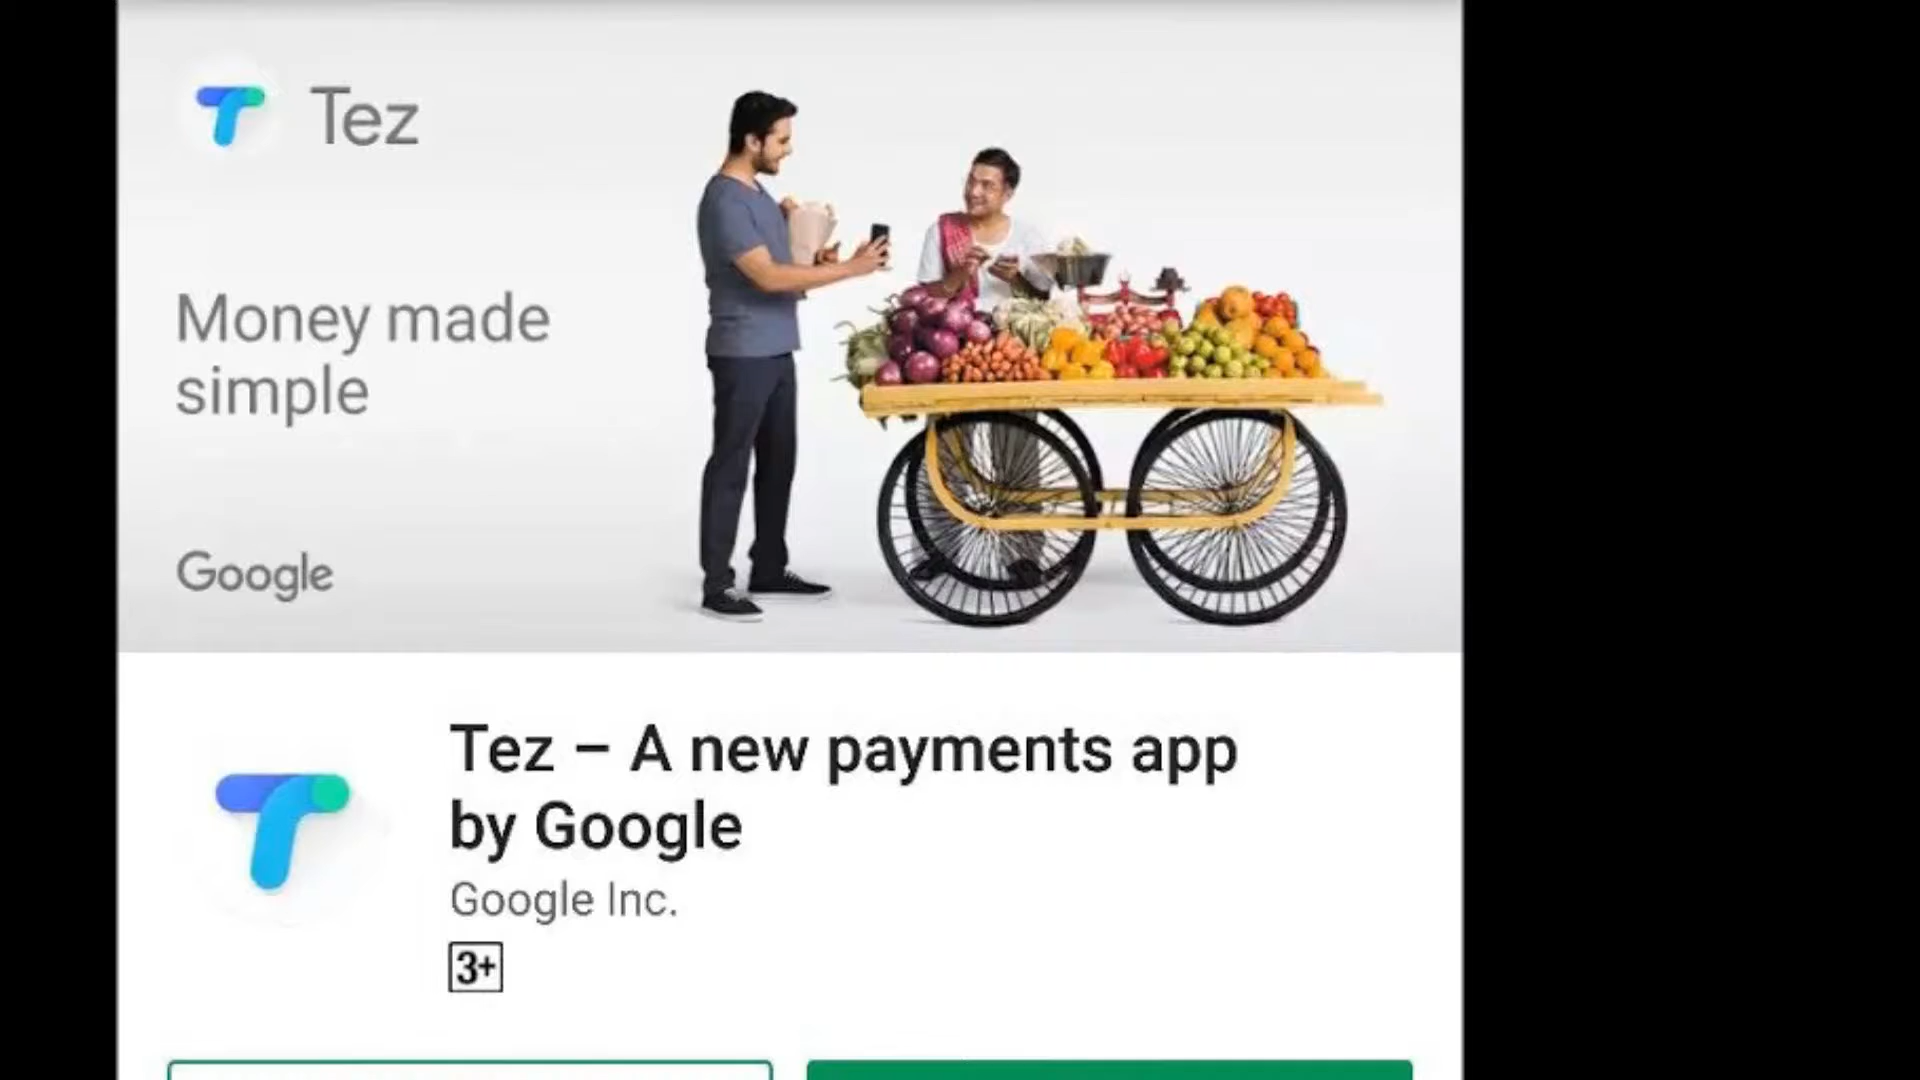 Tez
Money made
simple
Google
Tez – A new payments app
by Google
Google Inc.
3+